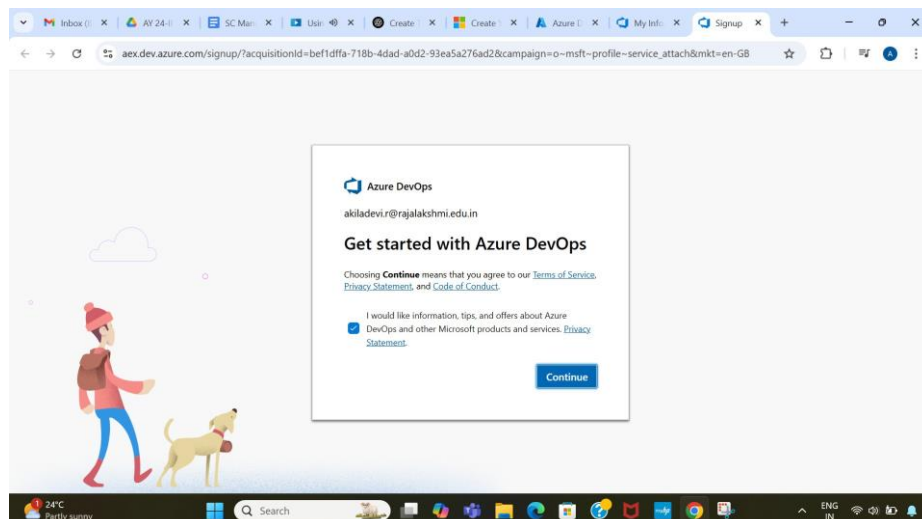 Inbox (
AY 24-
SC Man
Usin
Create
Create
Azure D
My Info
Signup
aex.dev.azure.com/signup/?acquisitionId=bef1dffa-718b-4dad-a0d2-93ea5a276ad2&campaign=o~msft~profile~service_attach&mkt=en-GB
A
Azure DevOps
akiladevi.r@rajalakshmi.edu.in
Get started with Azure DevOps
Choosing Continue means that you agree to our Terms of Service,
Privacy Statement, and Code of Conduct.
I would like information, tips, and offers about Azure
DevOps and other Microsoft products and services. Privacy
Statement.
Continue
1
24°C
Partly sunny
Search
ENG
IN